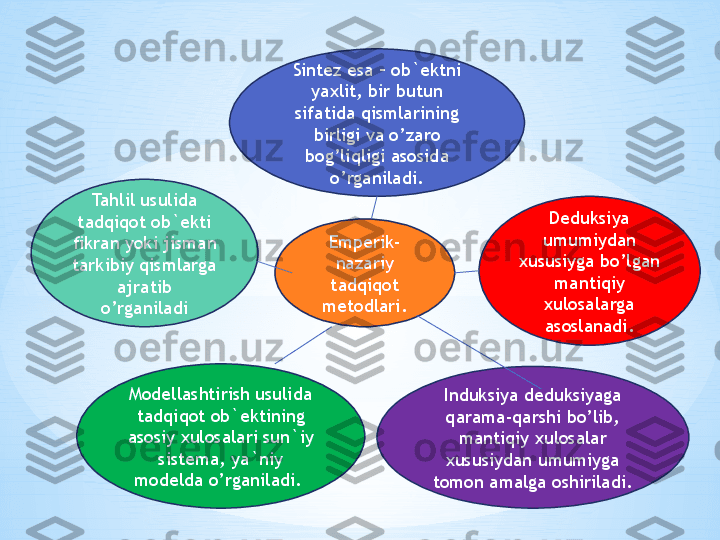 Sintez esa – ob`ektni
yaxlit, bir butun
sifatida qismlarining
birligi va o’zaro
bog’liqligi asosida
o’rganiladi.
Tahlil usulida
tadqiqot ob`ekti
fikran yoki jisman
tarkibiy qismlarga
ajratib
o’rganiladi
Emperik-
nazariy
tadqiqot
metodlari.
Deduksiya
umumiydan
xususiyga bo’lgan
mantiqiy
xulosalarga
asoslanadi.
Modellashtirish usulida
tadqiqot ob`ektining
asosiy xulosalari sun`iy
sistema, ya`niy
modelda o’rganiladi.
Induksiya deduksiyaga
qarama-qarshi bo’lib,
mantiqiy xulosalar
xususiydan umumiyga
tomon amalga oshiriladi.
oefen.uz